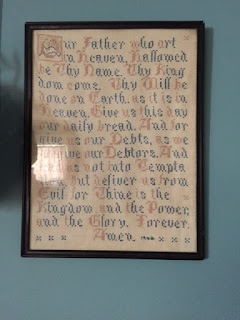 Our Father who art
in Heaven, Hallowed
be Thy Name. Thy King
dom come. Thy Will be
done on Earth, as it is in
Heaven. Give us this day
our daily bread. And for
give us our Debts, as we
our Debtors. And
us not into Tempta
but deliver us from
Evil for Thine is the
Kingdom and the Power,
and the Glory. Forever.
Amen.